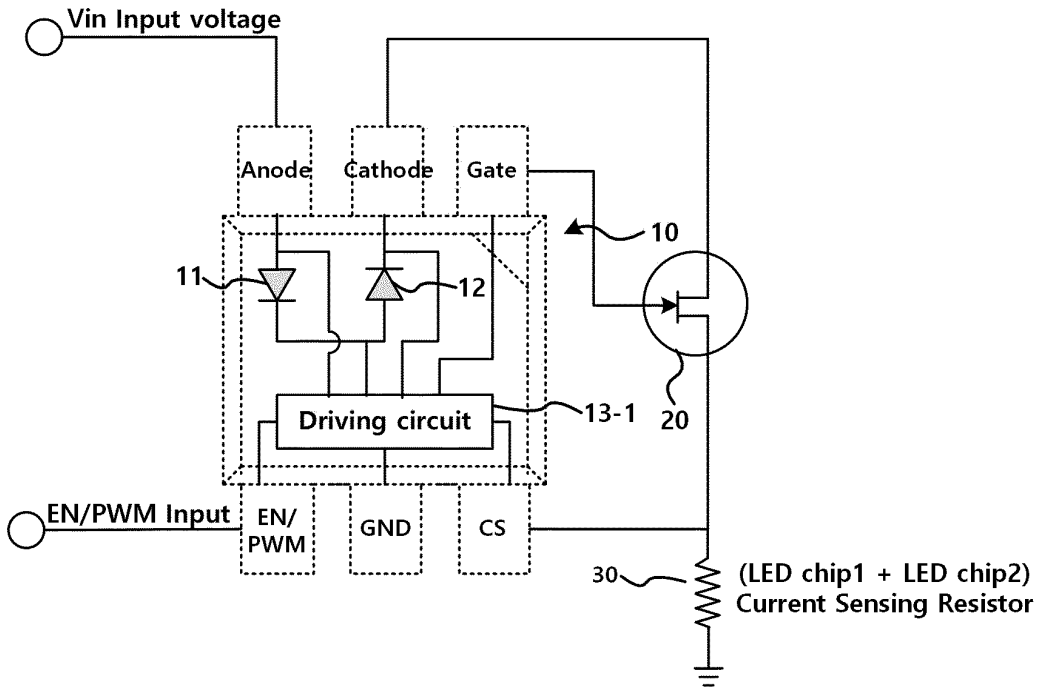 Vin Input voltage
Anode
Cathode
Gate
10
11
12
Driving circuit
13-1
20
EN/PWM Input
EN/
PWM
GND
CS
30
(LED chip1 + LED chip2)
Current Sensing Resistor